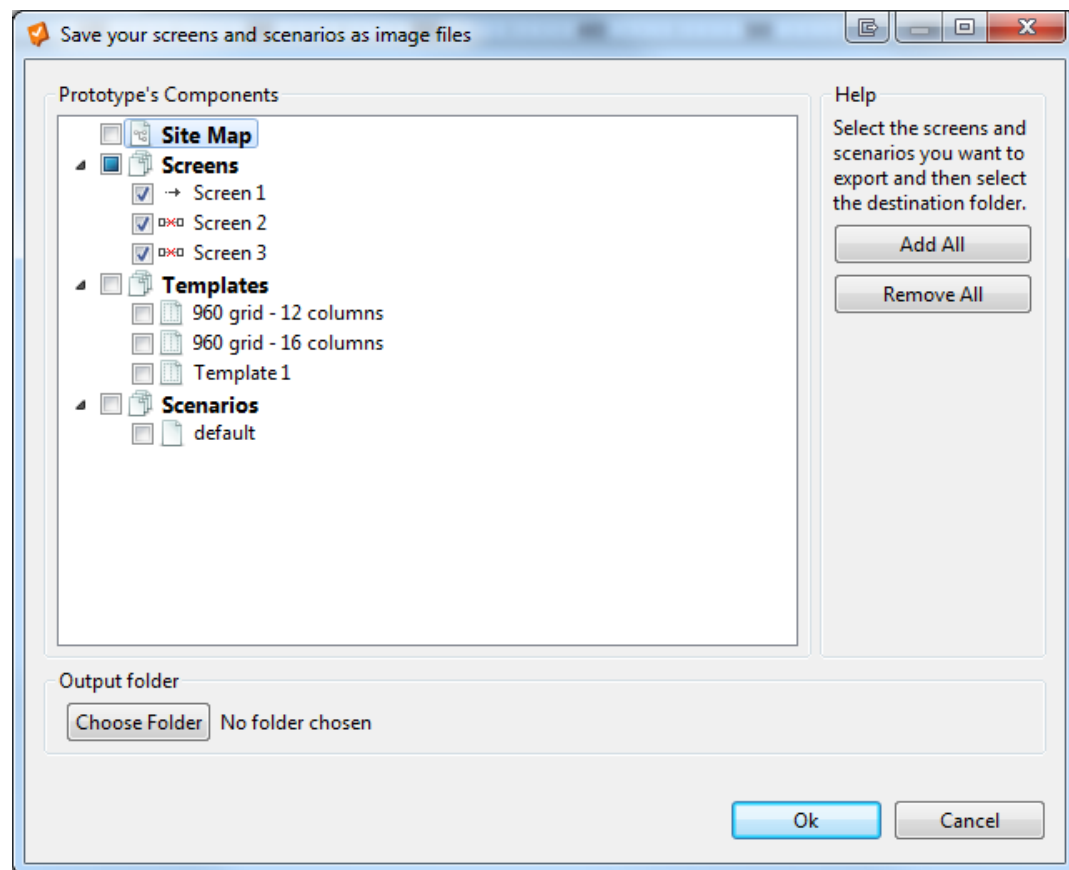 Save your screens and scenarios as image files
Prototype's Components
Site Map
Screens
Screen 1
Screen 2
Screen 3
Templates
960 grid - 12 columns
960 grid - 16 columns
Template 1
Scenarios
default
Help
Select the screens and
scenarios you want to
export and then select
the destination folder.
Add All
Remove All
Output folder
Choose Folder No folder chosen
Ok Cancel